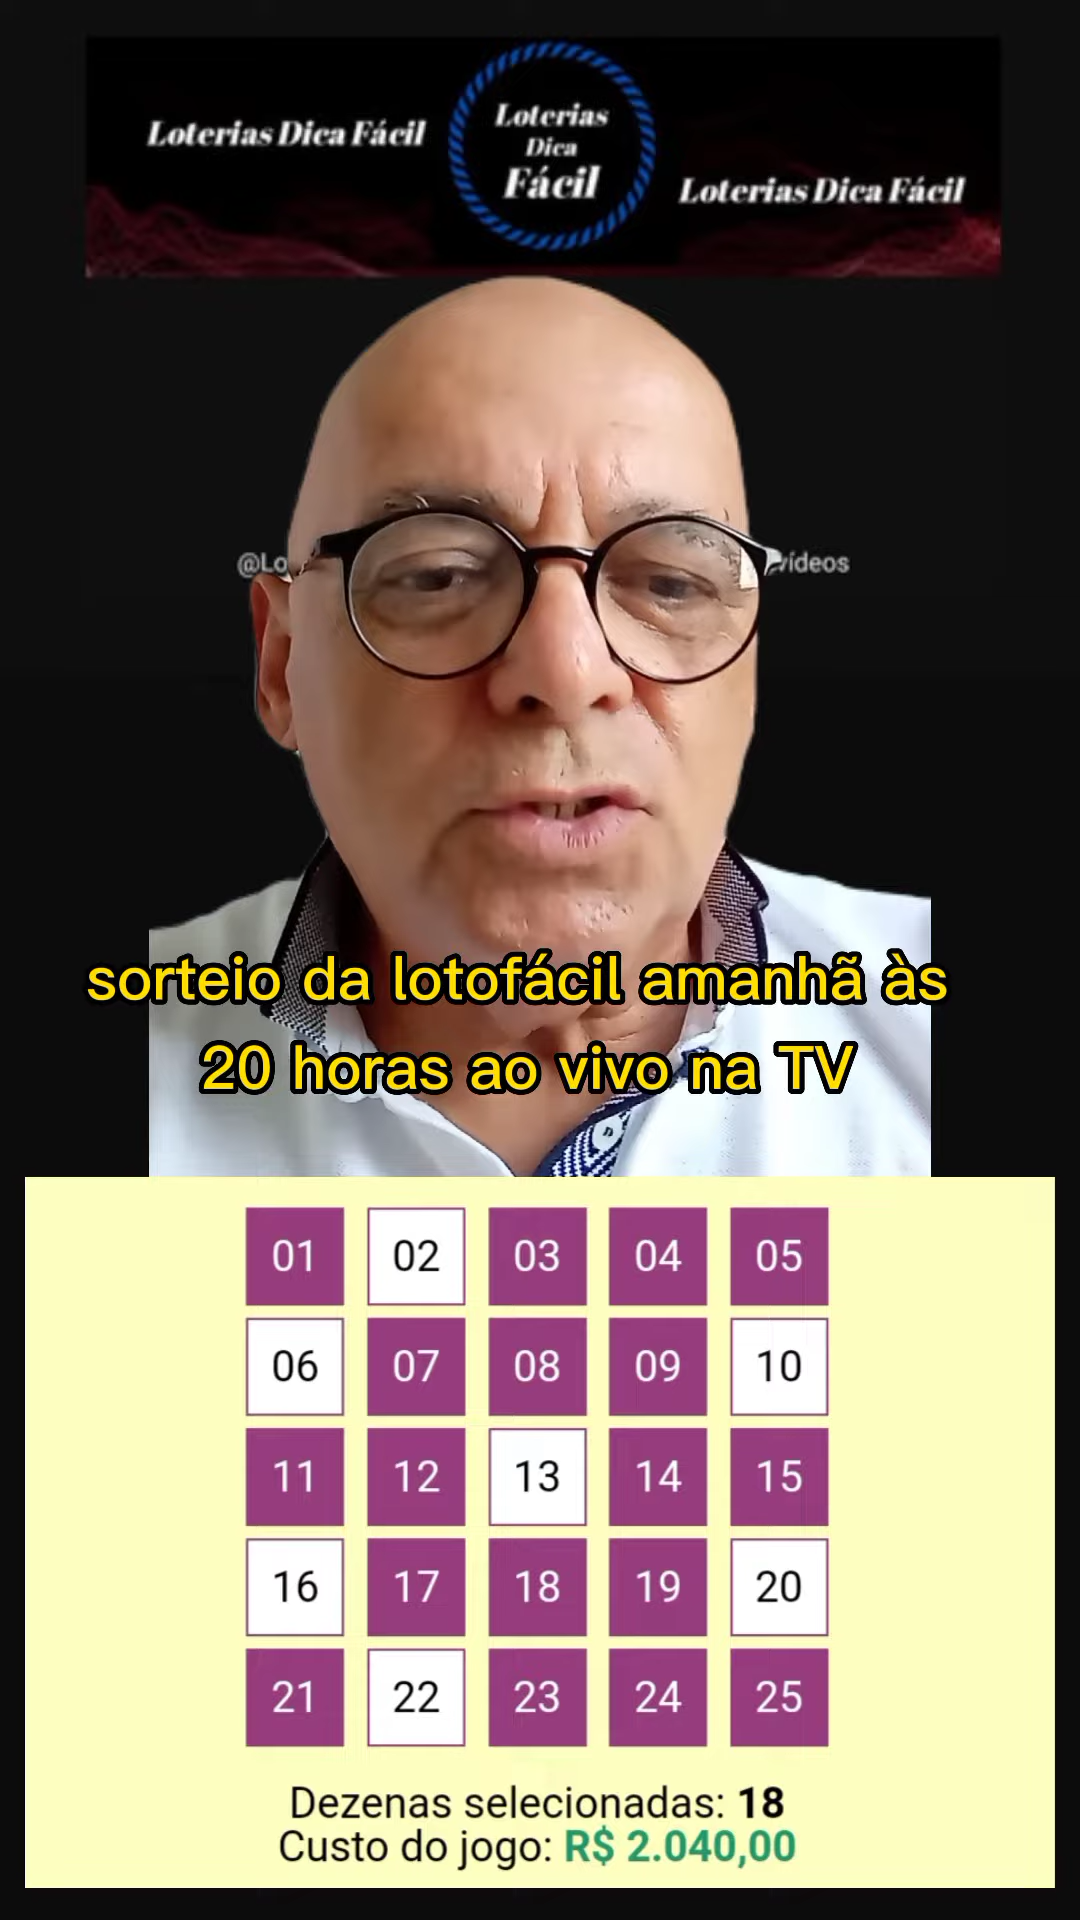 Loterias Dica Fácil
Loterias
Dica
Fácil
Loterias Dica Fácil
@Lo
vídeos
sorteio da lotofácil amanhã às
20 horas ao vivo na TV
01 02 03 04 05
06 07 08 09 10
11 12 13 14 15
16 17 18 19 20
21 22 23 24 25
Dezenas selecionadas: 18
Custo do jogo: R$ 2.040,00